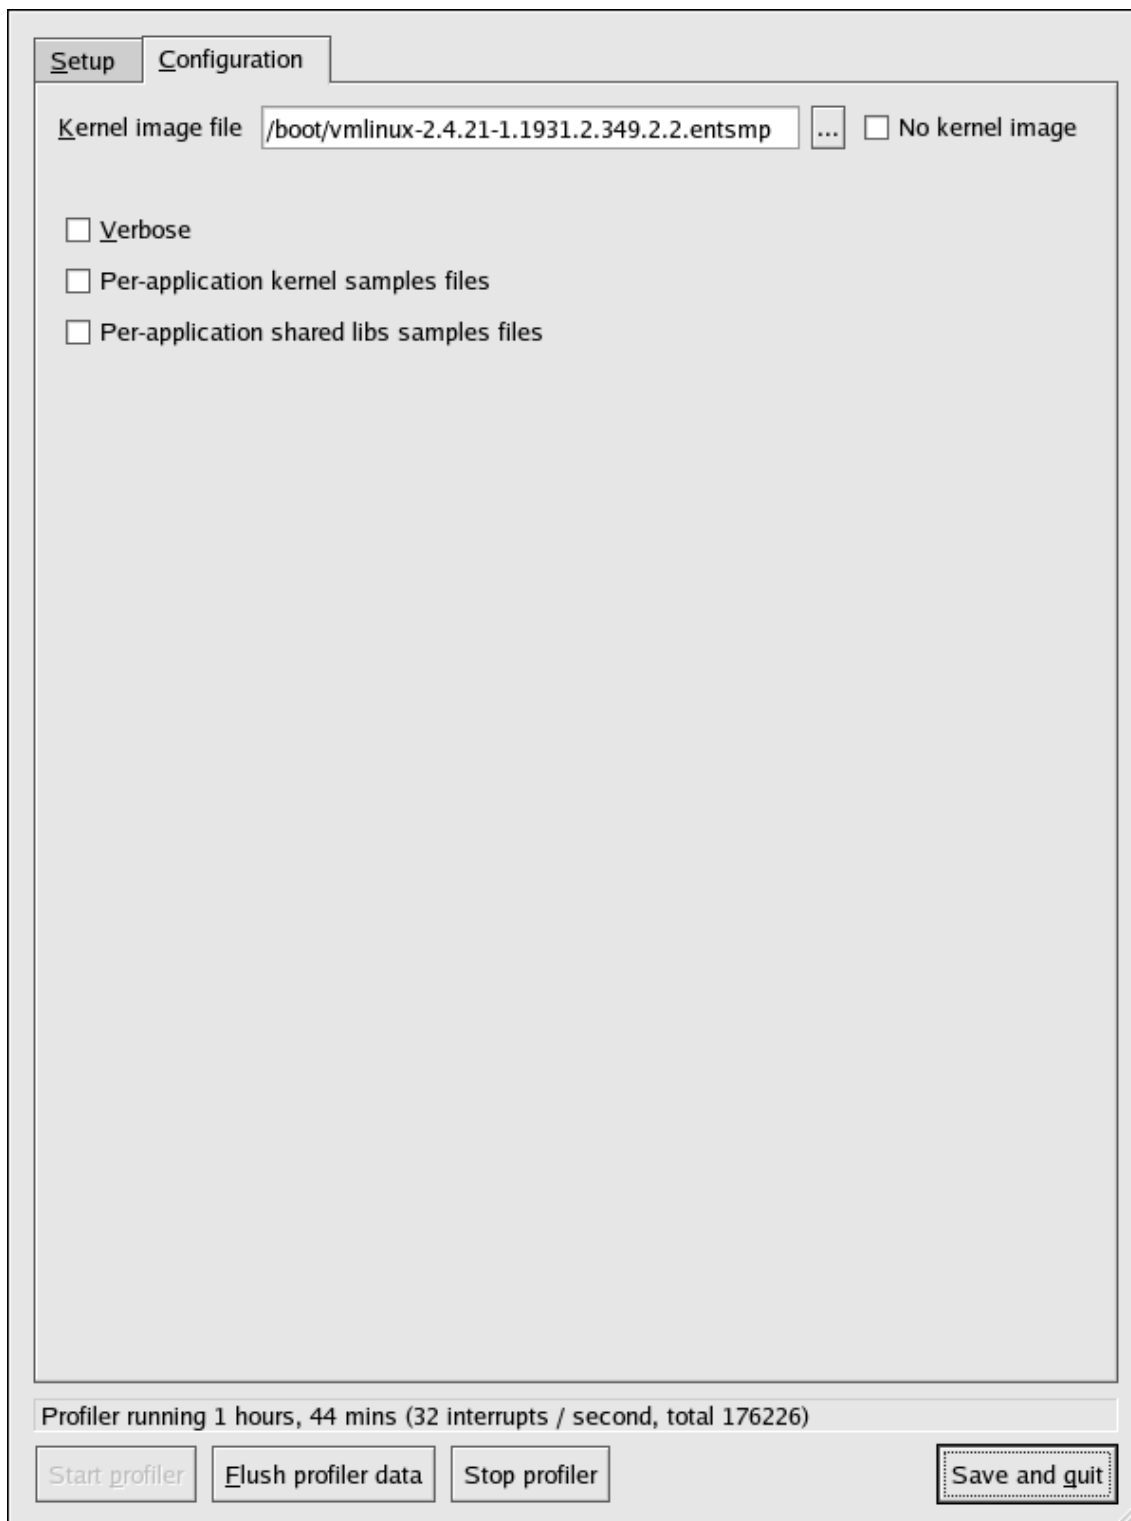 Setup Configuration
Kernel image file /boot/vmlinux-2.4.21-1.1931.2.349.2.2.entsmp ... No kernel image
Verbose
Per-application kernel samples files
Per-application shared libs samples files
Profiler running 1 hours, 44 mins (32 interrupts / second, total 176226)
Start profiler Flush profiler data Stop profiler Save and quit